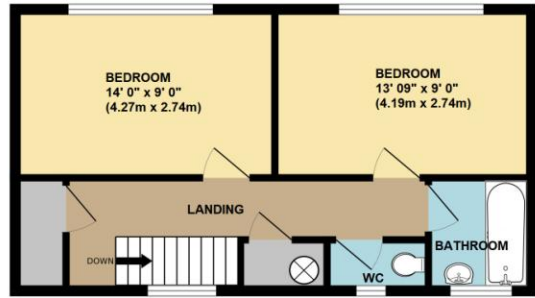 BEDROOM
14' 0" x 9' 0"
(4.27m x 2.74m)
BEDROOM
13' 09" x 9' 0"
(4.19m x 2.74m)
LANDING
DOWN
WC
BATHROOM